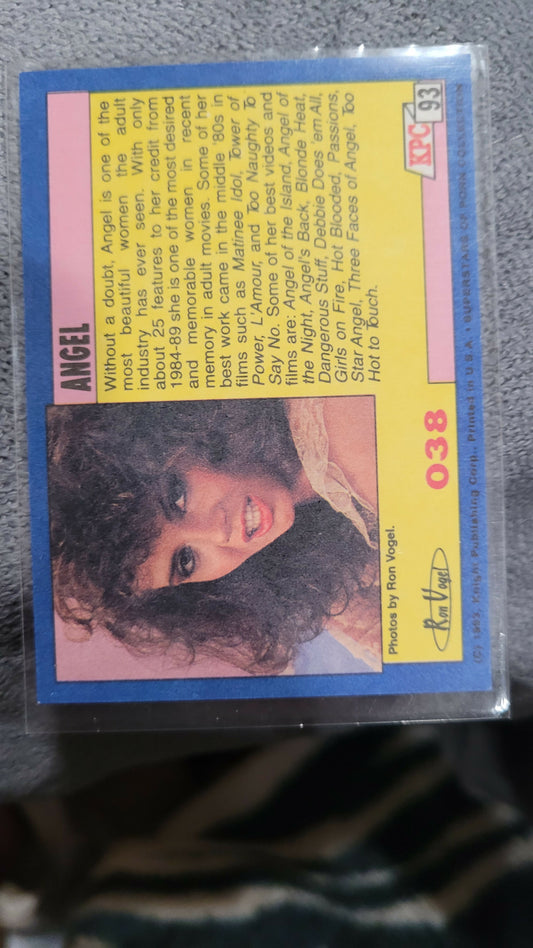 ANGEL
Without a doubt, Angel is one of the
most beautiful women the adult
industry has ever seen. With only
about 25 features to her credit from
1984-89 she is one of the most desired
and memorable women in recent
memory in adult movies. Some of her
best work came in the middle '80s in
films such as Matinee Idol, Tower of
Power, L'Amour, and Too Naughty To
Say No. Some of her best videos and
films are: Angel of the Island, Angel of
the Night, Angel's Back, Blonde Heat,
Dangerous Stuff, Debbie Does 'em All,
Girls on Fire, Hot Blooded, Passions,
Star Angel, Three Faces of Angel, Too
Hot to Touch.
KPC 93
Photos by Ron Vogel.
Ron Vogel
038
(C) 1993, Knight Publishing Corp., Printed in U.S.A. • SUPERSTARS OF PORN COLLECTION